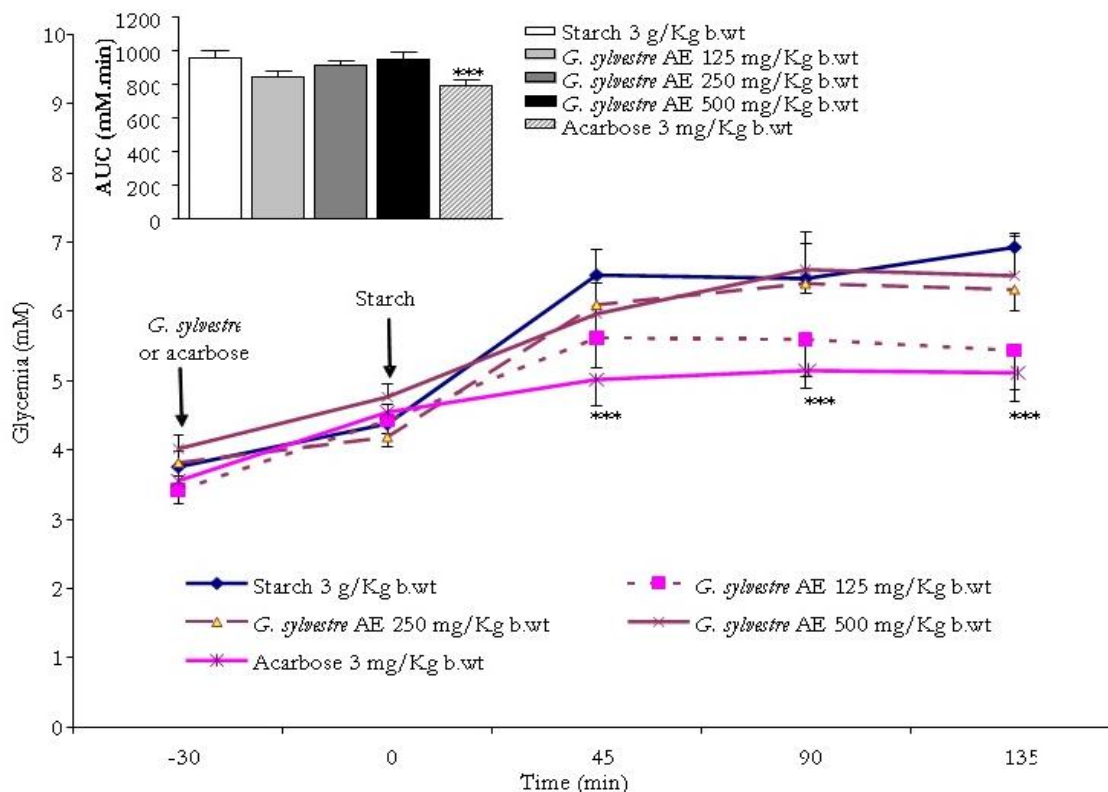 1200
1000
800
600
400
200
0
AUC (mM.min)
***
Starch 3 g/Kg b.wt
G. sylvestre AE 125 mg/Kg b.wt
G. sylvestre AE 250 mg/Kg b.wt
G. sylvestre AE 500 mg/Kg b.wt
Acarbose 3 mg/Kg b.wt
10
9
8
7
6
5
4
3
2
1
0
Glycemia (mM)
G. sylvestre
or acarbose
Starch
***
***
***
Starch 3 g/Kg b.wt
G. sylvestre AE 125 mg/Kg b.wt
G. sylvestre AE 250 mg/Kg b.wt
G. sylvestre AE 500 mg/Kg b.wt
Acarbose 3 mg/Kg b.wt
-30
0
45
90
135
Time (min)